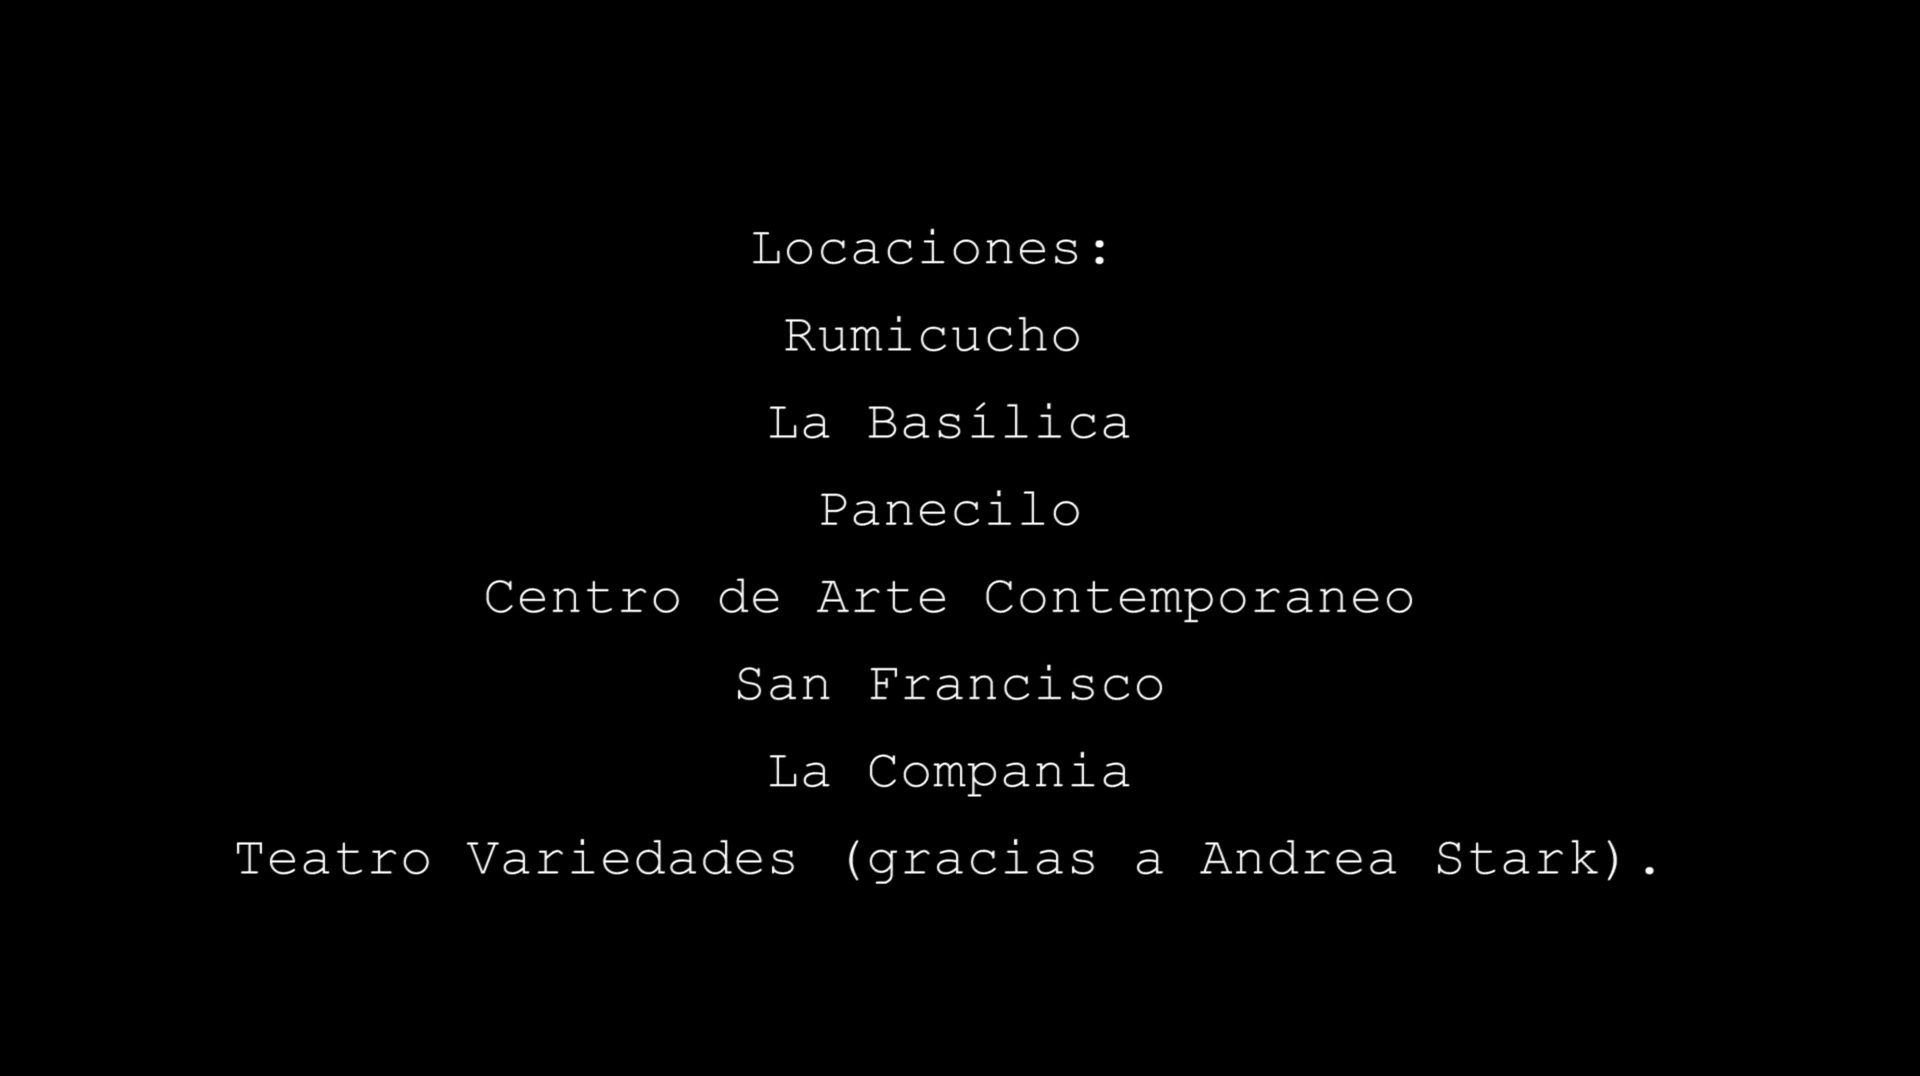 Locaciones:
Rumicucho
La Basílica
Panecilo
Centro de Arte Contemporaneo
San Francisco
La Compania
Teatro Variedades (gracias a Andrea Stark).